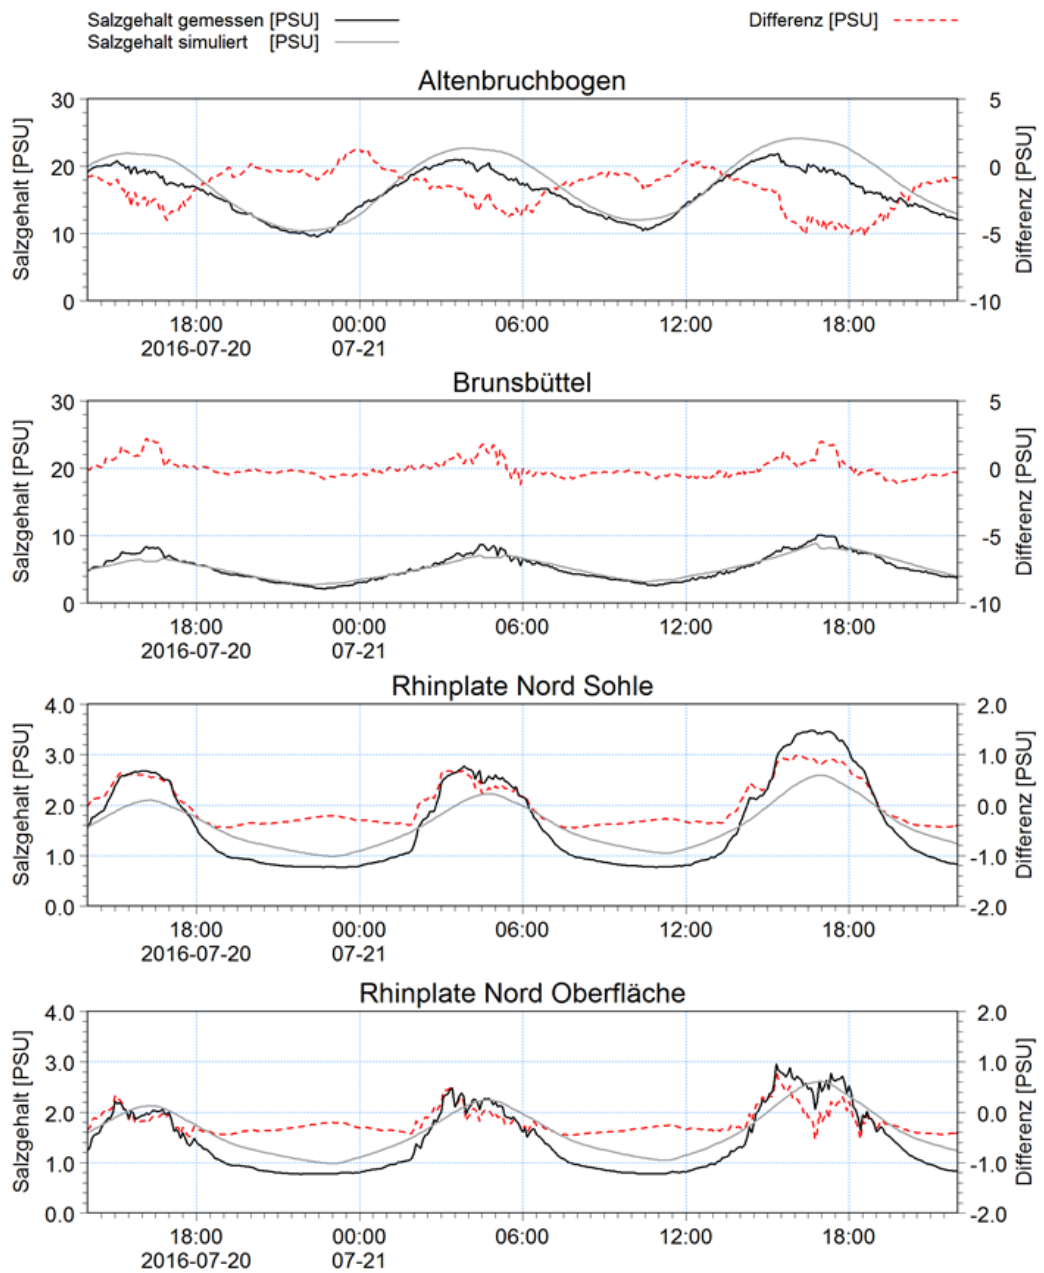 Salzgehalt gemessen [PSU] Differenz [PSU]
Salzgehalt simuliert [PSU]
Altenbruchbogen
Salzgehalt [PSU]
30
20
10
0
5
0
-5
-10
Differenz [PSU]
18:00 00:00 06:00 12:00 18:00
2016-07-20 07-21
Brunsbüttel
Salzgehalt [PSU]
30
20
10
0
5
0
-5
-10
Differenz [PSU]
18:00 00:00 06:00 12:00 18:00
2016-07-20 07-21
Rhinplate Nord Sohle
Salzgehalt [PSU]
4.0
3.0
2.0
1.0
0.0
2.0
1.0
0.0
-1.0
-2.0
Differenz [PSU]
18:00 00:00 06:00 12:00 18:00
2016-07-20 07-21
Rhinplate Nord Oberfläche
Salzgehalt [PSU]
4.0
3.0
2.0
1.0
0.0
2.0
1.0
0.0
-1.0
-2.0
Differenz [PSU]
18:00 00:00 06:00 12:00 18:00
2016-07-20 07-21